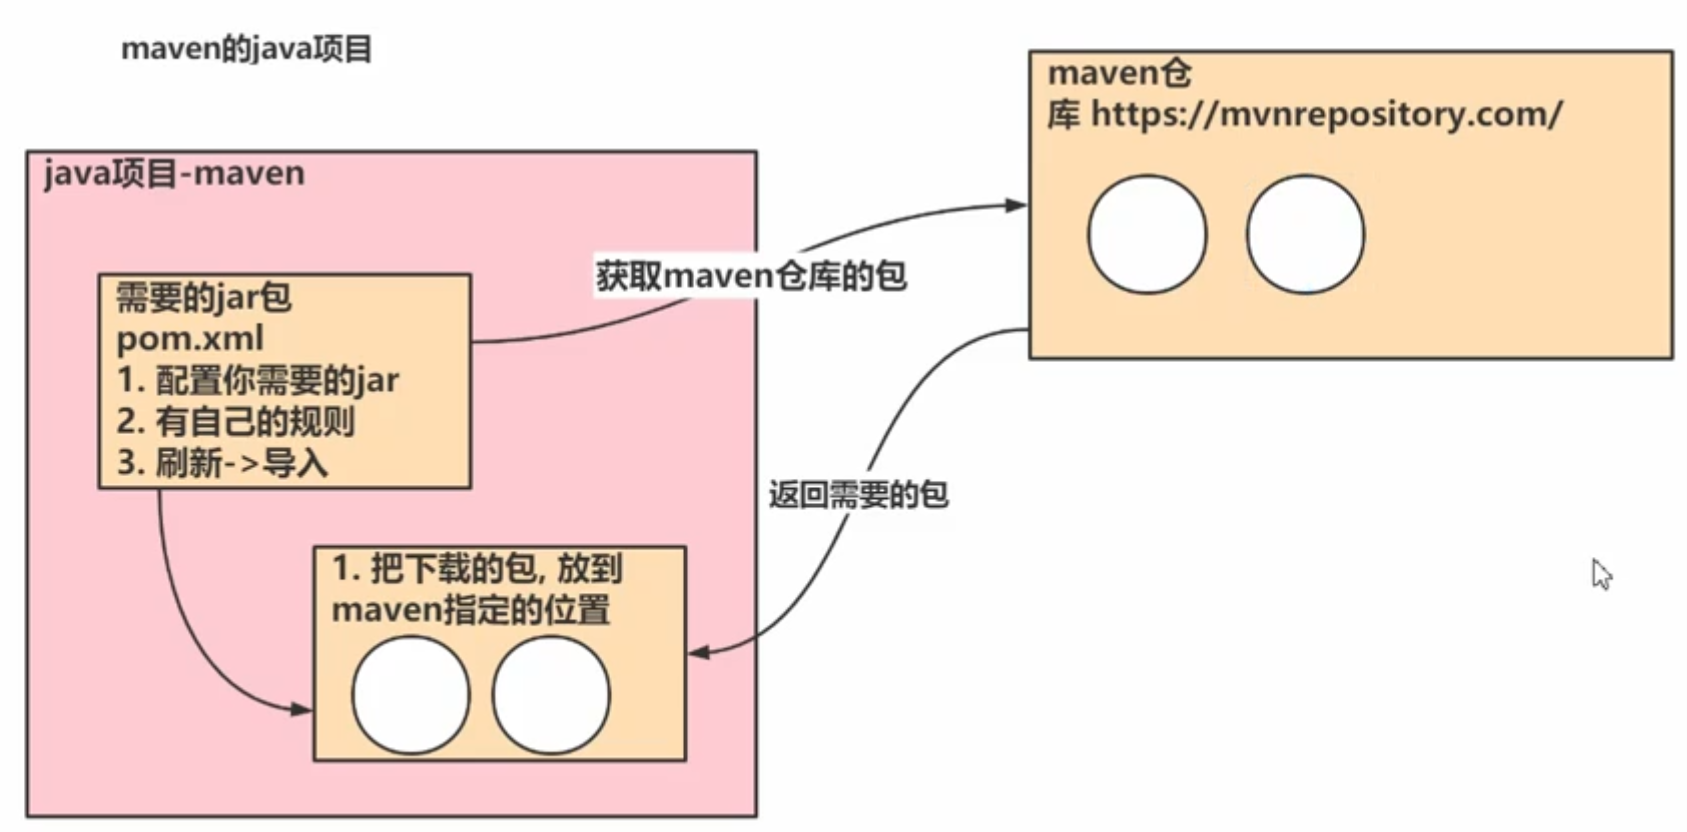 maven的java项目
maven仓
库 https://mvnrepository.com/
java项目-maven
获取maven仓库的包
需要的jar包
pom.xml
1. 配置你需要的jar
2. 有自己的规则
3. 刷新->导入
返回需要的包
1. 把下载的包, 放到
maven指定的位置